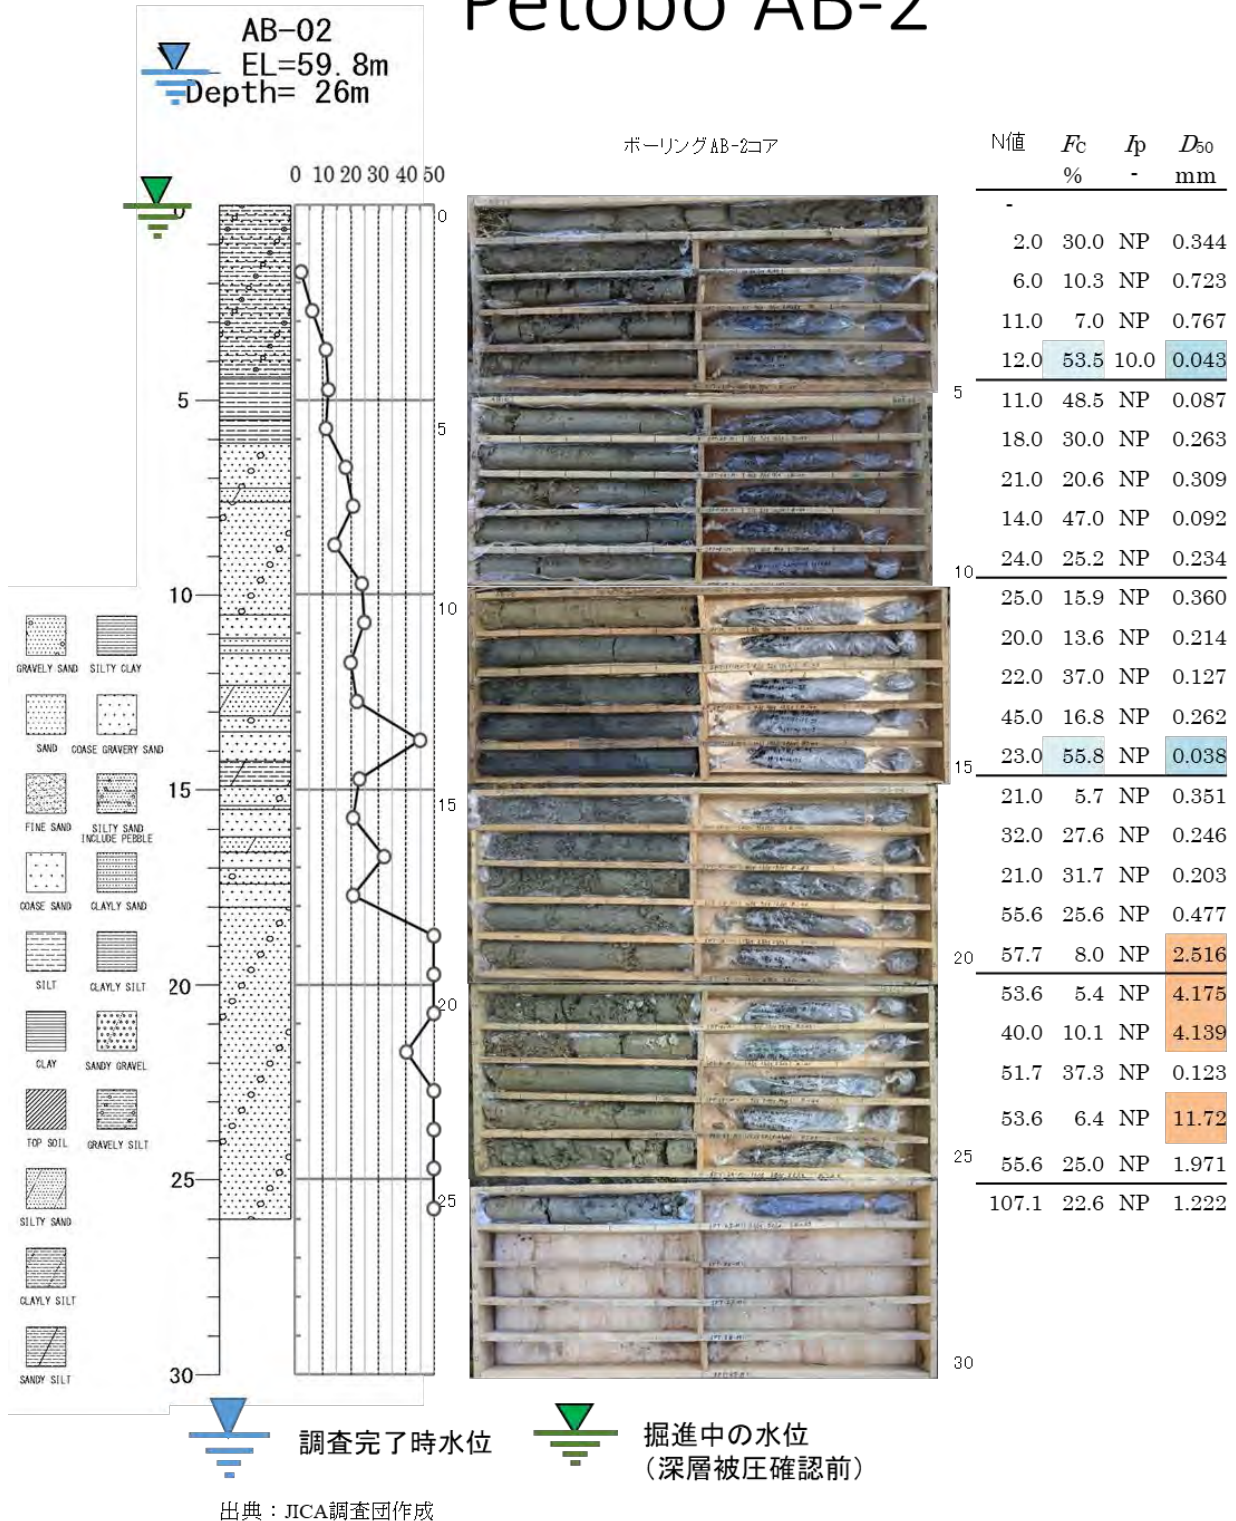 Petobo AB-2
AB-02
EL=59.8m
Depth= 26m
ボーリングAB-2コア
N値 Fc Ip D50
% - mm
0 10 20 30 40 50
-
2.0 30.0 NP 0.344
6.0 10.3 NP 0.723
11.0 7.0 NP 0.767
12.0 53.5 10.0 0.043
11.0 48.5 NP 0.087
18.0 30.0 NP 0.263
21.0 20.6 NP 0.309
14.0 47.0 NP 0.092
24.0 25.2 NP 0.234
25.0 15.9 NP 0.360
20.0 13.6 NP 0.214
22.0 37.0 NP 0.127
45.0 16.8 NP 0.262
23.0 55.8 NP 0.038
21.0 5.7 NP 0.351
32.0 27.6 NP 0.246
21.0 31.7 NP 0.203
55.6 25.6 NP 0.477
57.7 8.0 NP 2.516
53.6 5.4 NP 4.175
40.0 10.1 NP 4.139
51.7 37.3 NP 0.123
53.6 6.4 NP 11.72
55.6 25.0 NP 1.971
107.1 22.6 NP 1.222
0
5
10
15
20
25
30
0
5
10
15
20
25
5
10
15
20
25
30
GRAVELY SAND SILTY CLAY
SAND COASE GRAVERY SAND
FINE SAND SILTY SAND
INCLUDE PEBBLE
COASE SAND CLAYLY SAND
SILT CLAYLY SILT
CLAY SANDY GRAVEL
TOP SOIL GRAVELY SILT
SILTY SAND
CLAYLY SILT
SANDY SILT
調査完了時水位
掘進中の水位
（深層被圧確認前）
出典：JICA調査団作成